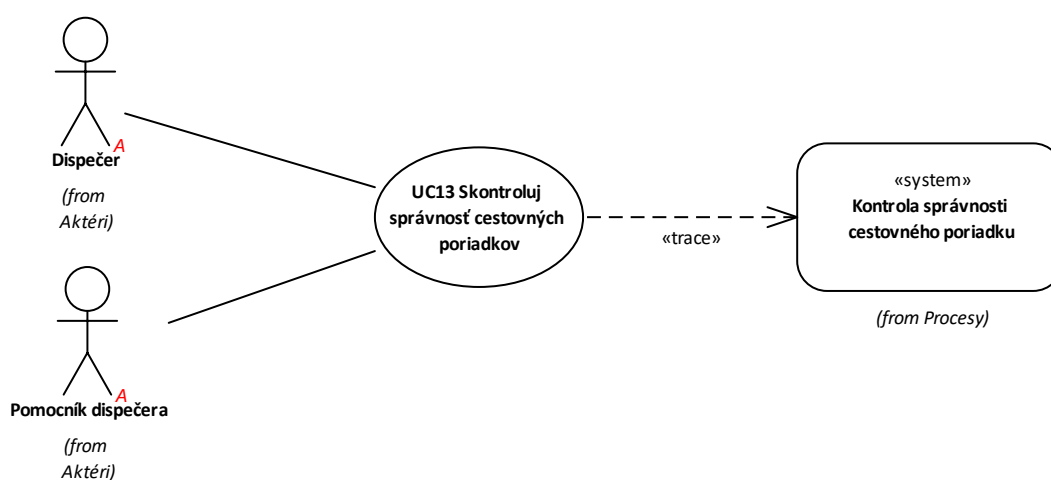 A
Dispečer
(from
Aktéri)
UC13 Skontroluj
správnosť cestovných
poriadkov
«trace»
«system»
Kontrola správnosti
cestovného poriadku
(from Procesy)
A
Pomocník dispečera
(from
Aktéri)